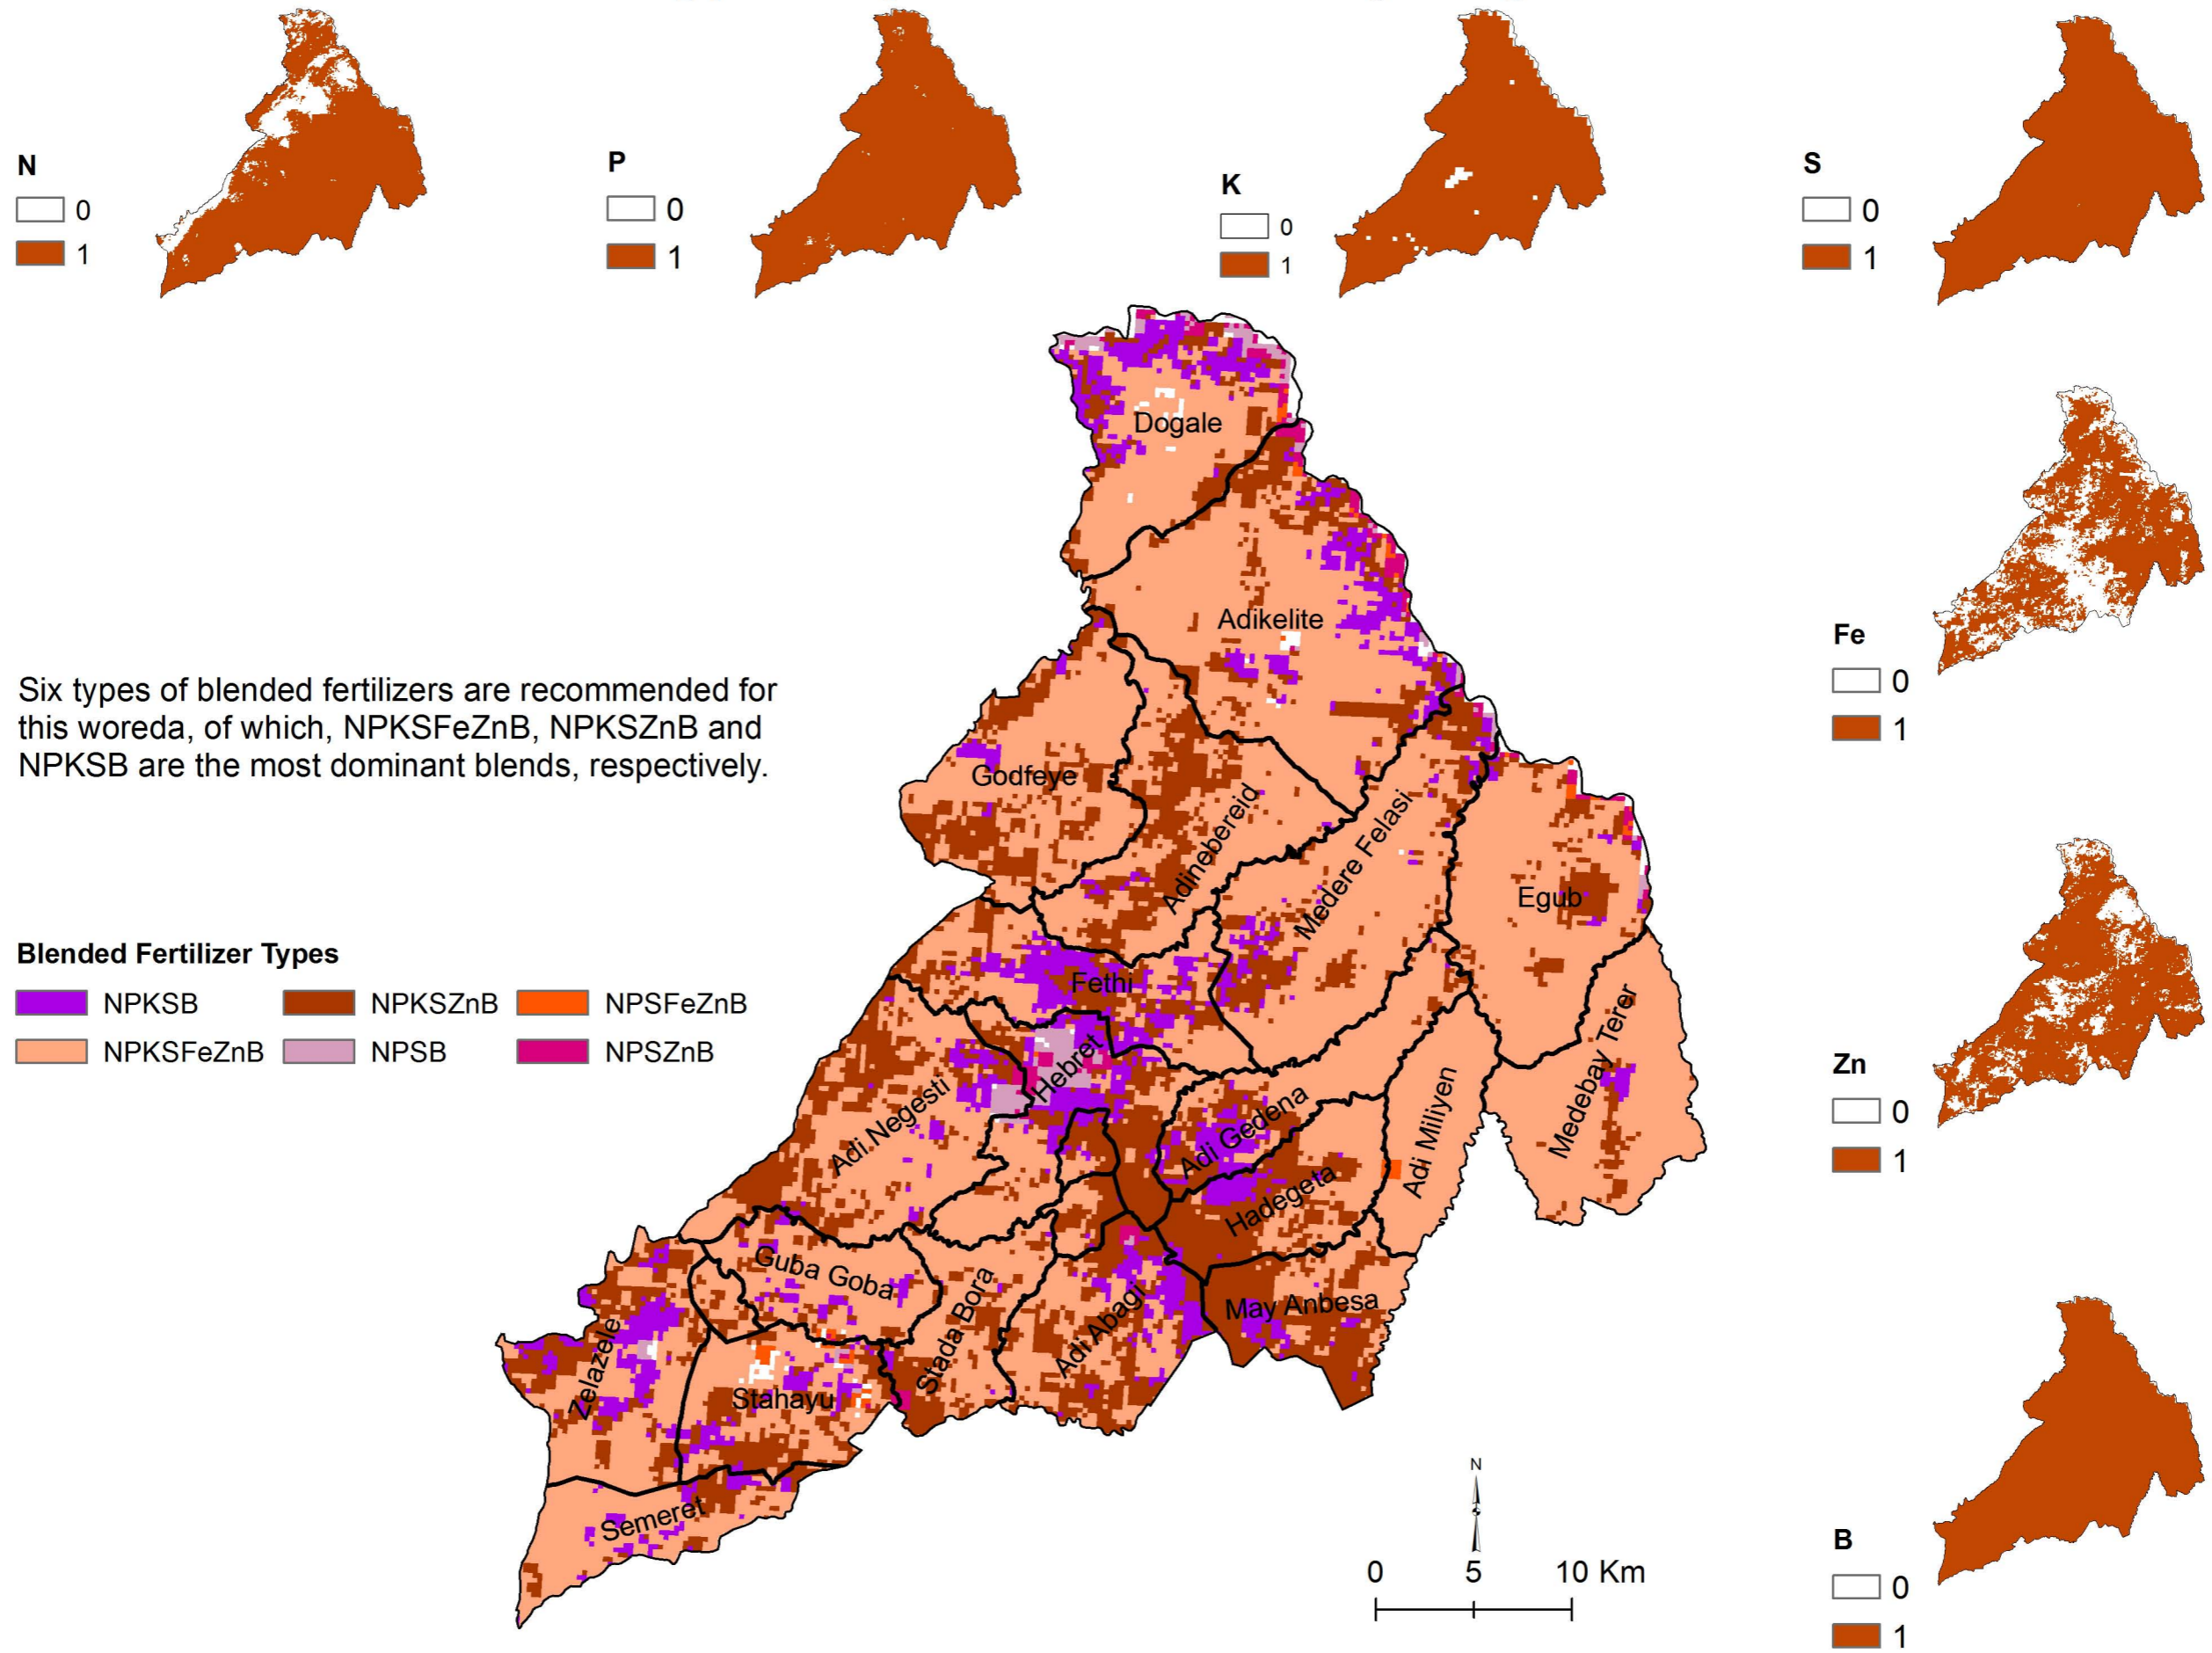 N
0
1
P
0
1
K
0
1
S
0
1
Fe
0
1
Zn
0
1
B
0
1
Six types of blended fertilizers are recommended for
this woreda, of which, NPKSFeZnB, NPKSZnB and
NPKSB are the most dominant blends, respectively.
Blended Fertilizer Types
NPKSB NPKSZnB NPSFeZnB
NPKSFeZnB NPSB NPSZnB
Dogale
Adikelite
Godfeye
Adinebereid
Medere Felasi
Egub
Fethi
Hebret
Adi Negesti
Adi Gedena
Hadegeta
Adi Miliyen
Medebay Terer
Guba Goba
Stada Bora
Adi Abagi
May Anbesa
Zelazele
Stahayu
Semeret
N
0 5 10 Km